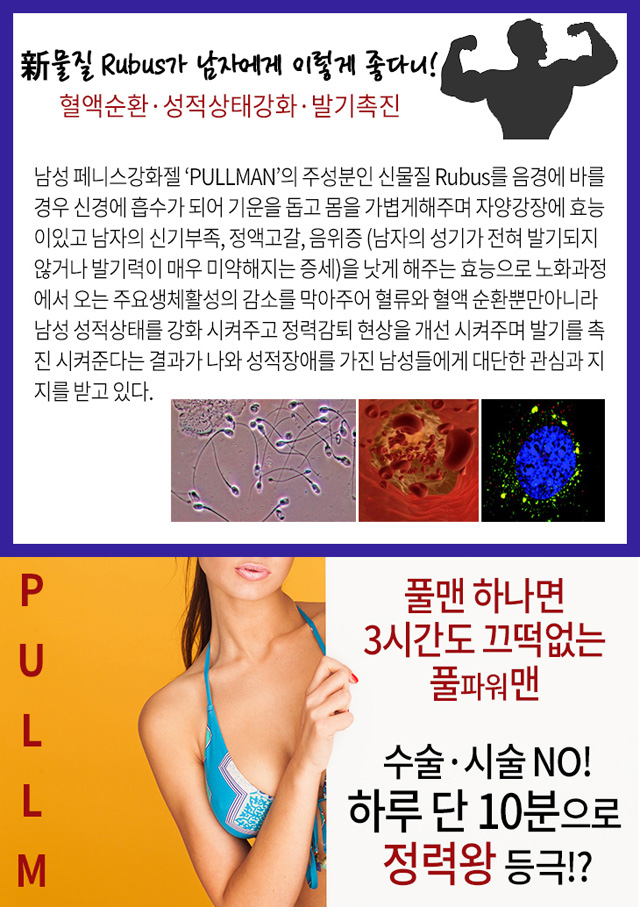 新물질 Rubus가 남자에게 이렇게 좋다니!
혈액순환·성적상태강화·발기촉진
남성 페니스강화젤 ‘PULLMAN’의 주성분인 신물질 Rubus를 음경에 바를
경우 신경에 흡수가 되어 기운을 돕고 몸을 가볍게해주며 자양강장에 효능
이있고 남자의 신기부족, 정액고갈, 음위증 (남자의 성기가 전혀 발기되지
않거나 발기력이 매우 미약해지는 증세)을 낫게 해주는 효능으로 노화과정
에서 오는 주요생체활성의 감소를 막아주어 혈류와 혈액 순환뿐만아니라
남성 성적상태를 강화 시켜주고 정력감퇴 현상을 개선 시켜주며 발기를 촉
진 시켜준다는 결과가 나와 성적장애를 가진 남성들에게 대단한 관심과 지
지를 받고 있다.
P
U
L
L
M
풀맨 하나면
3시간도 끄떡없는
풀파워맨
수술·시술 NO!
하루 단 10분으로
정력왕 등극!?